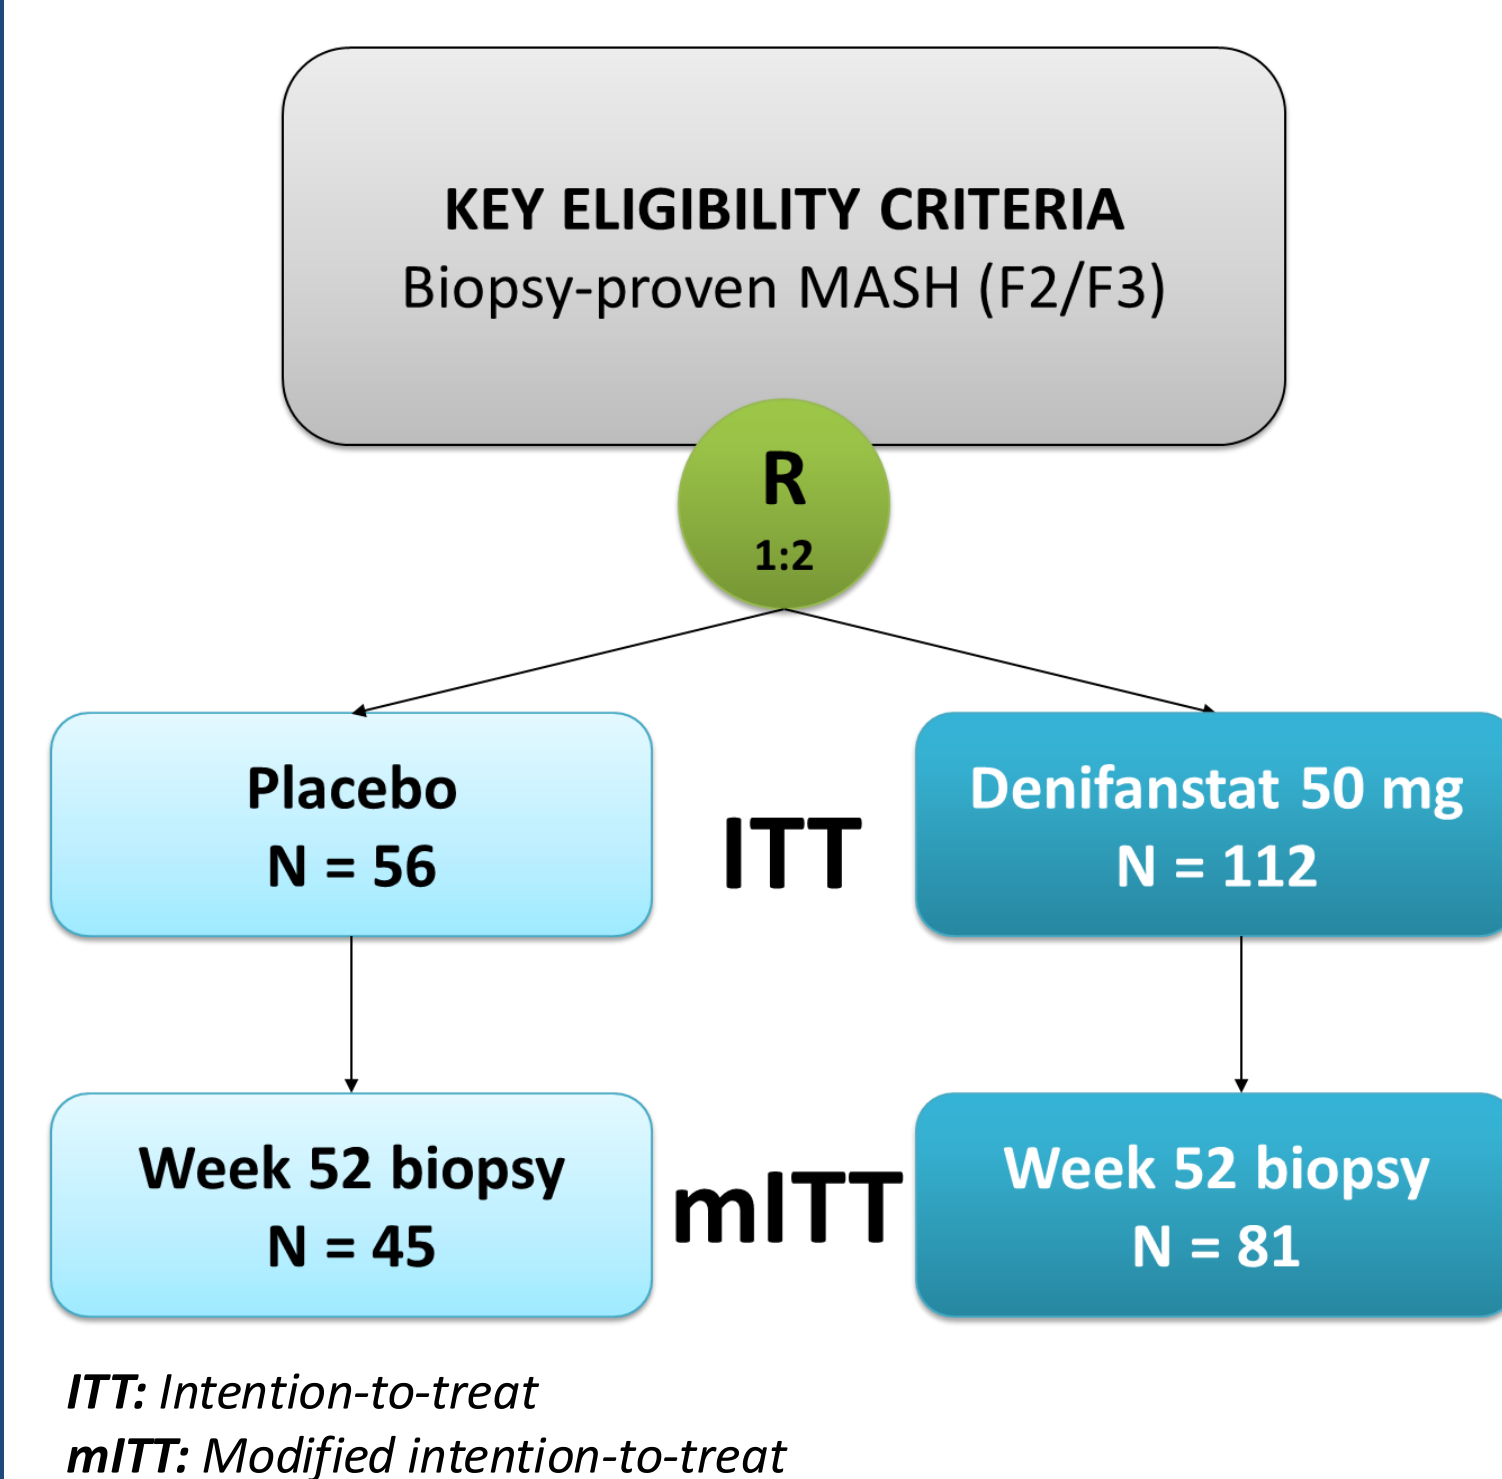 KEY ELIGIBILITY CRITERIA
Biopsy-proven MASH (F2/F3)
R
1:2
Placebo
N = 56
ITT
Denifanstat 50 mg
N = 112
Week 52 biopsy
N = 45
mITT
Week 52 biopsy
N = 81
ITT: Intention-to-treat
mITT: Modified intention-to-treat